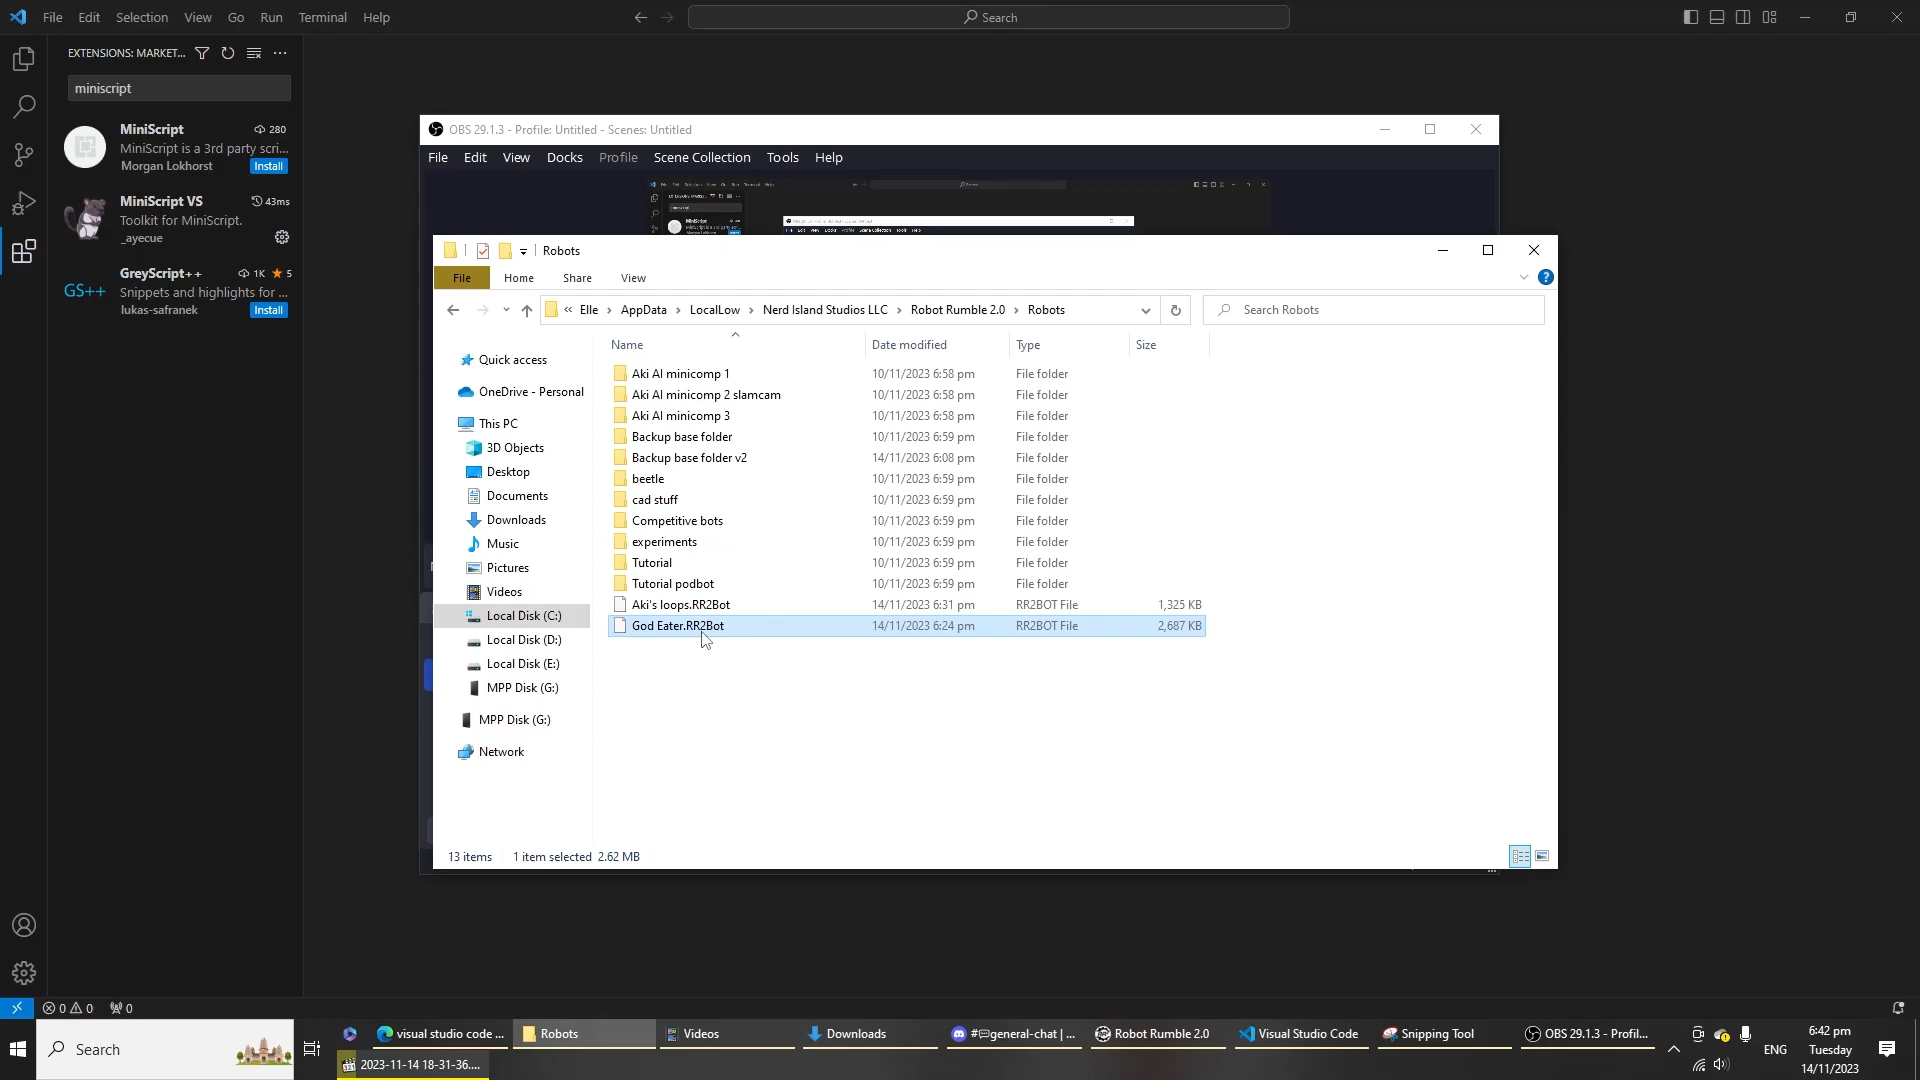 File Edit Selection View Go Run Terminal Help
Search
EXTENSIONS: MARKET...
miniscript
MiniScript 280
MiniScript is a 3rd party scri...
Morgan Lokhorst Install
MiniScript VS 43ms
Toolkit for MiniScript.
_ayecue
GreyScript++ 1K 5
GS++ Snippets and highlights for ...
lukas-safranek Install
OBS 29.1.3 - Profile: Untitled - Scenes: Untitled
File Edit View Docks Profile Scene Collection Tools Help
Robots
File Home Share View
« Elle › AppData › LocalLow › Nerd Island Studios LLC › Robot Rumble 2.0 › Robots
Search Robots
Name Date modified Type Size
Quick access
OneDrive - Personal
This PC
3D Objects
Desktop
Documents
Downloads
Music
Pictures
Videos
Local Disk (C:)
Local Disk (D:)
Local Disk (E:)
MPP Disk (G:)
MPP Disk (G:)
Network
Aki AI minicomp 1 10/11/2023 6:58 pm File folder
Aki AI minicomp 2 slamcam 10/11/2023 6:58 pm File folder
Aki AI minicomp 3 10/11/2023 6:58 pm File folder
Backup base folder 10/11/2023 6:59 pm File folder
Backup base folder v2 14/11/2023 6:08 pm File folder
beetle 10/11/2023 6:59 pm File folder
cad stuff 10/11/2023 6:59 pm File folder
Competitive bots 10/11/2023 6:59 pm File folder
experiments 10/11/2023 6:59 pm File folder
Tutorial 10/11/2023 6:59 pm File folder
Tutorial podbot 10/11/2023 6:59 pm File folder
Aki's loops.RR2Bot 14/11/2023 6:31 pm RR2BOT File 1,325 KB
God Eater.RR2Bot 14/11/2023 6:24 pm RR2BOT File 2,687 KB
13 items 1 item selected 2.62 MB
0 0 0
Search
visual studio code ... Robots Videos Downloads #general-chat | ... Robot Rumble 2.0 Visual Studio Code Snipping Tool OBS 29.1.3 - Profil...
2023-11-14 18-31-36....
ENG
6:42 pm
Tuesday
14/11/2023